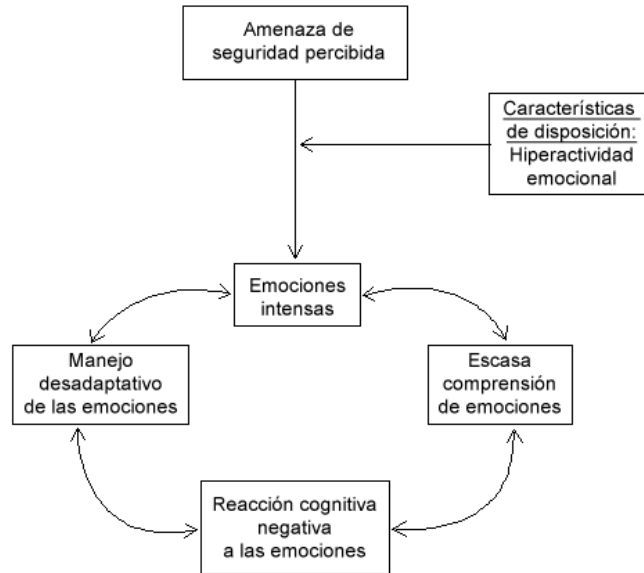 Amenaza de
seguridad percibida
Características
de disposición:
Hiperactividad
emocional
Emociones
intensas
Manejo
desadaptativo
de las emociones
Escasa
comprensión
de emociones
Reacción cognitiva
negativa
a las emociones